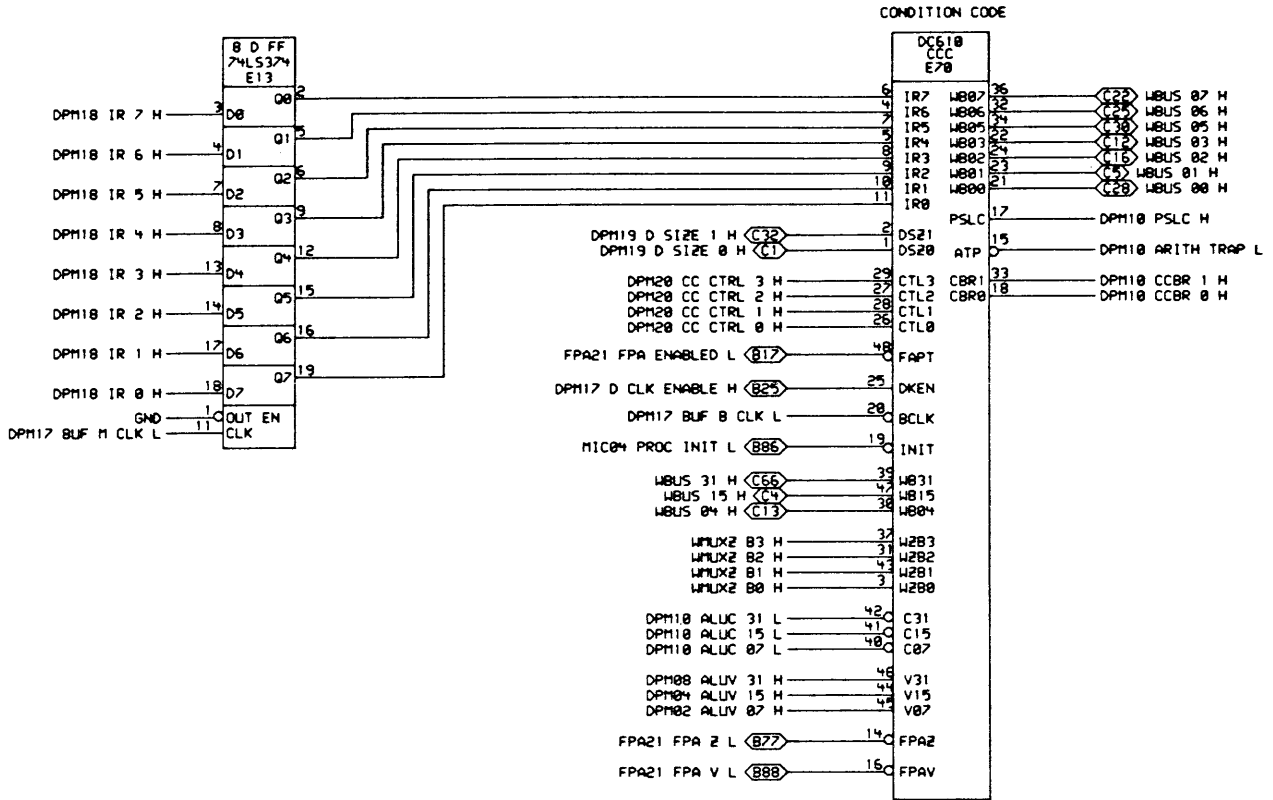 CONDITION CODE
8 D FF
74LS374
E13
DPM18 IR 7 H 3 D0 Q0 2
DPM18 IR 6 H 4 D1 Q1 5
DPM18 IR 5 H 7 D2 Q2 6
DPM18 IR 4 H 8 D3 Q3 9
DPM18 IR 3 H 13 D4 Q4 12
DPM18 IR 2 H 14 D5 Q5 15
DPM18 IR 1 H 17 D6 Q6 16
DPM18 IR 0 H 18 D7 Q7 19
GND 1 OUT EN
DPM17 BUF M CLK L 11 CLK
DC610
CCC
E70
6 IR7 WB07 36 C22 WBUS 07 H
4 IR6 WB06 32 C25 WBUS 06 H
7 IR5 WB05 34 C30 WBUS 05 H
5 IR4 WB03 22 C12 WBUS 03 H
8 IR3 WB02 24 C16 WBUS 02 H
9 IR2 WB01 23 C5 WBUS 01 H
10 IR1 WB00 21 C28 WBUS 00 H
11 IR0
PSLC 17 DPM10 PSLC H
DPM19 D SIZE 1 H C32 2 DSZ1
DPM19 D SIZE 0 H C1 1 DSZ0
ATP 15 DPM10 ARITH TRAP L
DPM20 CC CTRL 3 H 29 CTL3 CBR1 33 DPM10 CCBR 1 H
DPM20 CC CTRL 2 H 27 CTL2 CBR0 18 DPM10 CCBR 0 H
DPM20 CC CTRL 1 H 28 CTL1
DPM20 CC CTRL 0 H 26 CTL0
FPA21 FPA ENABLED L B17 48 FAPT
DPM17 D CLK ENABLE H B25 25 DKEN
DPM17 BUF B CLK L 20 BCLK
MIC04 PROC INIT L B86 19 INIT
WBUS 31 H C66 39 WB31
WBUS 15 H C4 47 WB15
WBUS 04 H C13 30 WB04
WMUXZ B3 H 37 WZB3
WMUXZ B2 H 31 WZB2
WMUXZ B1 H 43 WZB1
WMUXZ B0 H 3 WZB0
DPM10 ALUC 31 L 42 C31
DPM10 ALUC 15 L 41 C15
DPM10 ALUC 07 L 40 C07
DPM08 ALUV 31 H 46 V31
DPM04 ALUV 15 H 44 V15
DPM02 ALUV 07 H 45 V07
FPA21 FPA Z L B77 14 FPAZ
FPA21 FPA V L B88 16 FPAV